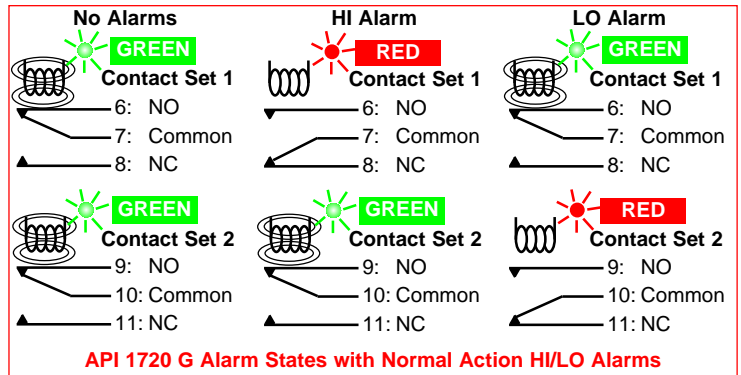 No Alarms HI Alarm LO Alarm
GREEN RED GREEN
Contact Set 1 Contact Set 1 Contact Set 1
6: NO 6: NO 6: NO
7: Common 7: Common 7: Common
8: NC 8: NC 8: NC
GREEN GREEN RED
Contact Set 2 Contact Set 2 Contact Set 2
9: NO 9: NO 9: NO
10: Common 10: Common 10: Common
11: NC 11: NC 11: NC
API 1720 G Alarm States with Normal Action HI/LO Alarms